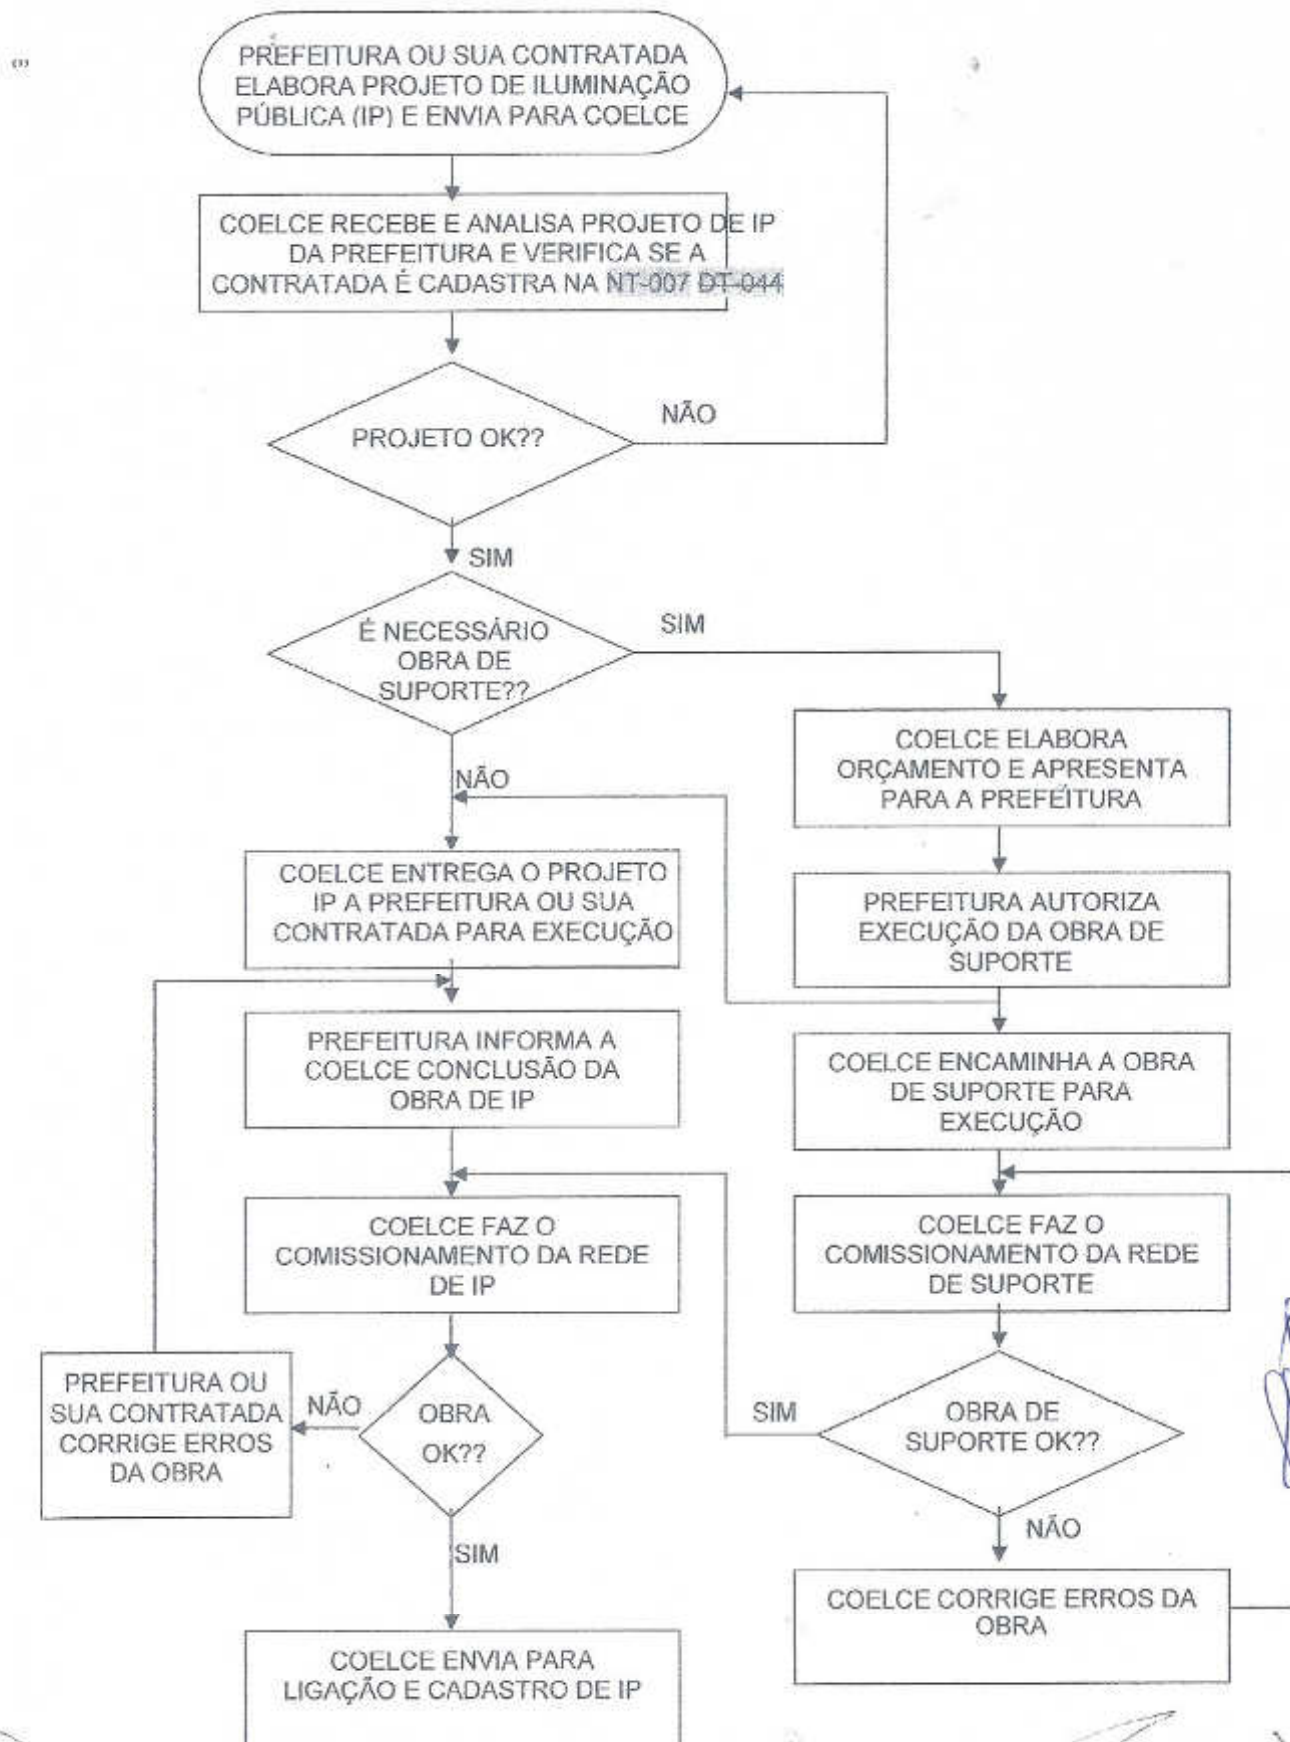 PREFEITURA OU SUA CONTRATADA
ELABORA PROJETO DE ILUMINAÇÃO
PÚBLICA (IP) E ENVIA PARA COELCE
COELCE RECEBE E ANALISA PROJETO DE IP
DA PREFEITURA E VERIFICA SE A
CONTRATADA É CADASTRA NA NT-007 DT-044
PROJETO OK??
NÃO
SIM
É NECESSÁRIO
OBRA DE
SUPORTE??
SIM
NÃO
COELCE ELABORA
ORÇAMENTO E APRESENTA
PARA A PREFEITURA
COELCE ENTREGA O PROJETO
IP A PREFEITURA OU SUA
CONTRATADA PARA EXECUÇÃO
PREFEITURA AUTORIZA
EXECUÇÃO DA OBRA DE
SUPORTE
PREFEITURA INFORMA A
COELCE CONCLUSÃO DA
OBRA DE IP
COELCE ENCAMINHA A OBRA
DE SUPORTE PARA
EXECUÇÃO
COELCE FAZ O
COMISSIONAMENTO DA REDE
DE IP
COELCE FAZ O
COMISSIONAMENTO DA REDE
DE SUPORTE
PREFEITURA OU
SUA CONTRATADA
CORRIGE ERROS
DA OBRA
NÃO
OBRA
OK??
SIM
OBRA DE
SUPORTE OK??
NÃO
SIM
COELCE CORRIGE ERROS DA
OBRA
COELCE ENVIA PARA
LIGAÇÃO E CADASTRO DE IP